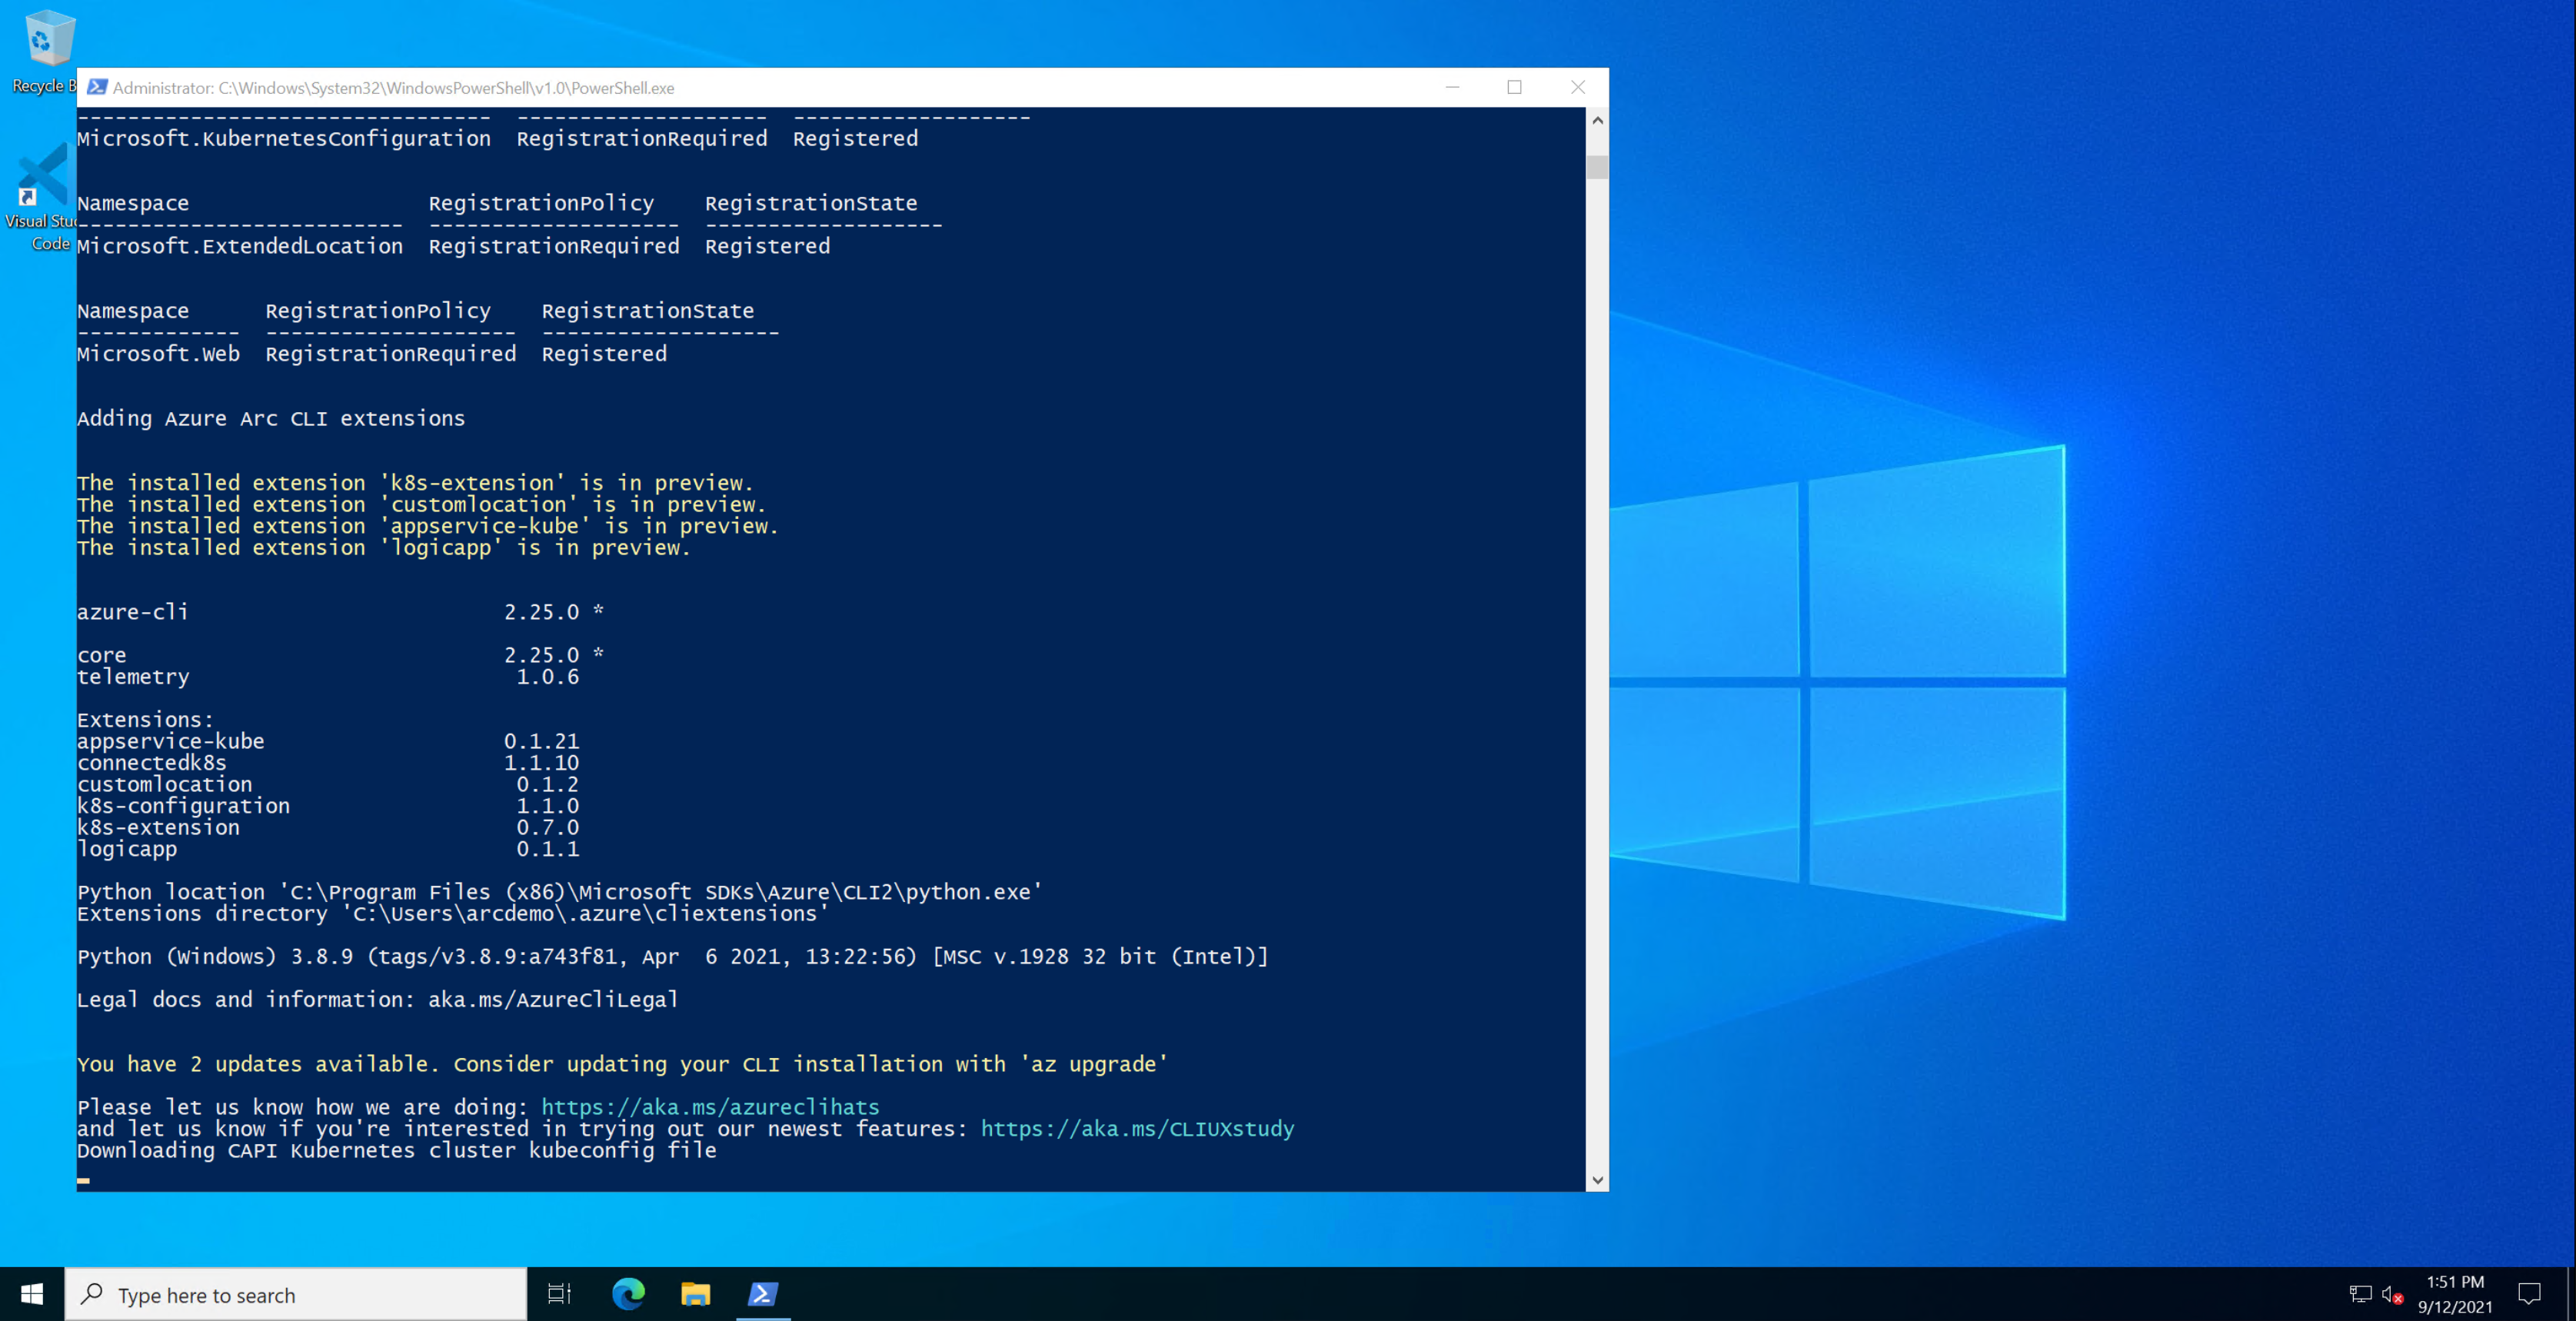 Recycle B
Visual Stu
Code
Administrator: C:\Windows\System32\WindowsPowerShell\v1.0\PowerShell.exe
-------------------------------- -------------------- -------------------
Microsoft.KubernetesConfiguration RegistrationRequired Registered
Namespace RegistrationPolicy RegistrationState
-------------------------- -------------------- -------------------
Microsoft.ExtendedLocation RegistrationRequired Registered
Namespace RegistrationPolicy RegistrationState
------------- -------------------- -------------------
Microsoft.Web RegistrationRequired Registered
Adding Azure Arc CLI extensions
The installed extension 'k8s-extension' is in preview.
The installed extension 'customlocation' is in preview.
The installed extension 'appservice-kube' is in preview.
The installed extension 'logicapp' is in preview.
azure-cli 2.25.0 *
core 2.25.0 *
telemetry 1.0.6
Extensions:
appservice-kube 0.1.21
connectedk8s 1.1.10
customlocation 0.1.2
k8s-configuration 1.1.0
k8s-extension 0.7.0
logicapp 0.1.1
Python location 'C:\Program Files (x86)\Microsoft SDKs\Azure\CLI2\python.exe'
Extensions directory 'C:\Users\arcdemo\.azure\cliextensions'
Python (Windows) 3.8.9 (tags/v3.8.9:a743f81, Apr  6 2021, 13:22:56) [MSC v.1928 32 bit (Intel)]
Legal docs and information: aka.ms/AzureCliLegal
You have 2 updates available. Consider updating your CLI installation with 'az upgrade'
Please let us know how we are doing: https://aka.ms/azureclihats
and let us know if you're interested in trying out our newest features: https://aka.ms/CLIUXstudy
Downloading CAPI Kubernetes cluster kubeconfig file
Type here to search
1:51 PM
9/12/2021